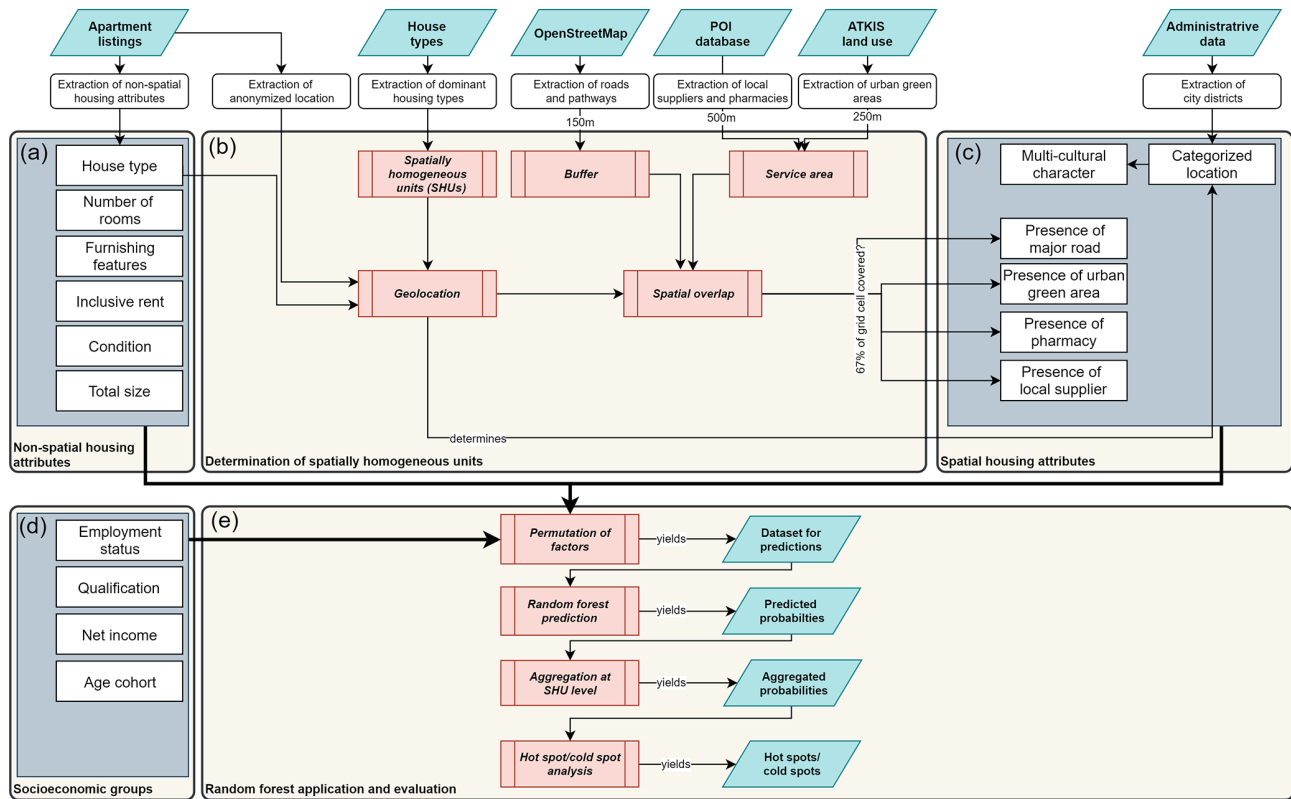 Apartment
listings
House
types
OpenStreetMap
POI
database
ATKIS
land use
Administratrive
data
Extraction of non-spatial
housing attributes
Extraction of
anonymized location
Extraction of
dominant
housing types
Extraction of roads
and pathways
Extraction of local
suppliers and pharmacies
Extraction of urban green
areas
Extraction of
city districts
150m
500m
250m
(a)
House type
Number of
rooms
Furnishing
features
Inclusive rent
Condition
Total size
Non-spatial housing
attributes
(b)
Spatially
homogeneous
units (SHUs)
Buffer
Service area
Geolocation
Spatial overlap
67% of grid cell covered?
determines
Determination of spatially homogeneous units
(c)
Multi-cultural
character
Categorized
location
Presence of
major road
Presence of urban
green area
Presence of
pharmacy
Presence of
local supplier
Spatial housing attributes
(d)
Employment
status
Qualification
Net income
Age cohort
Socioeconomic groups
(e)
Permutation of
factors
yields
Dataset for
predictions
Random forest
prediction
yields
Predicted
probabilties
Aggregation at
SHU level
yields
Aggregated
probabilities
Hot spot/cold spot
analysis
yields
Hot spots/
cold spots
Random forest application and evaluation